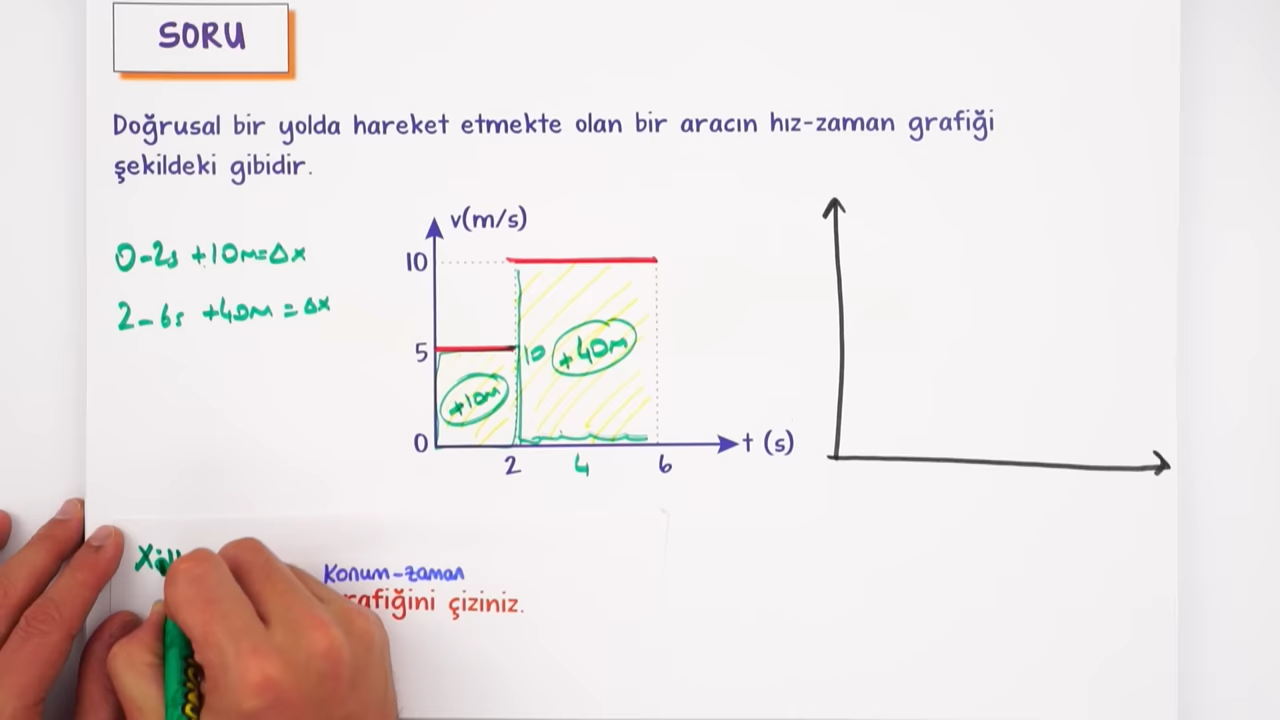 SORU
Doğrusal bir yolda hareket etmekte olan bir aracın hız-zaman grafiği
şekildeki gibidir.
0-2s +10m=Δx
2-6s +40m=Δx
v(m/s)
10
5
0
+10m
10
+40m
2
4
6
t (s)
Konum-zaman
çiziniz.